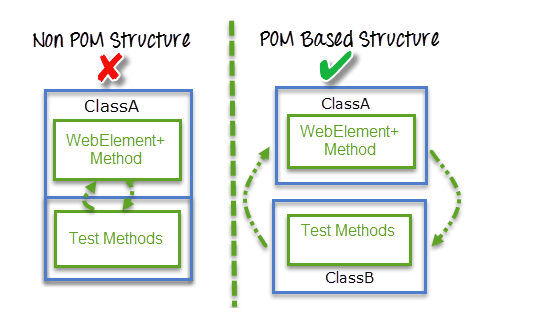 Non POM Structure
ClassA
WebElement+
Method
Test Methods
POM Based Structure
ClassA
WebElement+
Method
Test Methods
ClassB